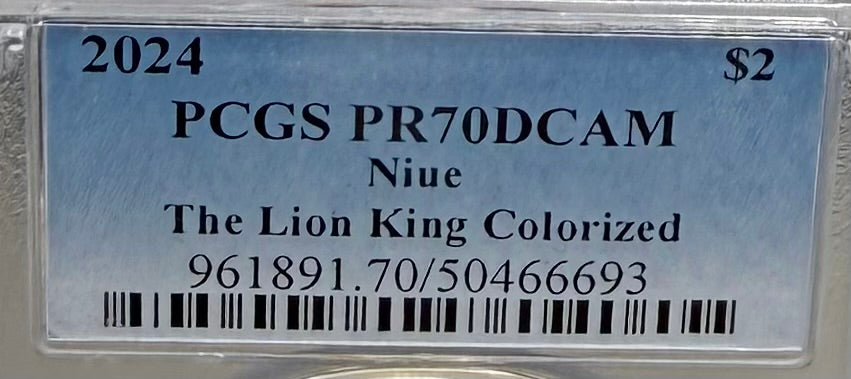 2024 $2
PCGS PR70DCAM
Niue
The Lion King Colorized
961891.70/50466693